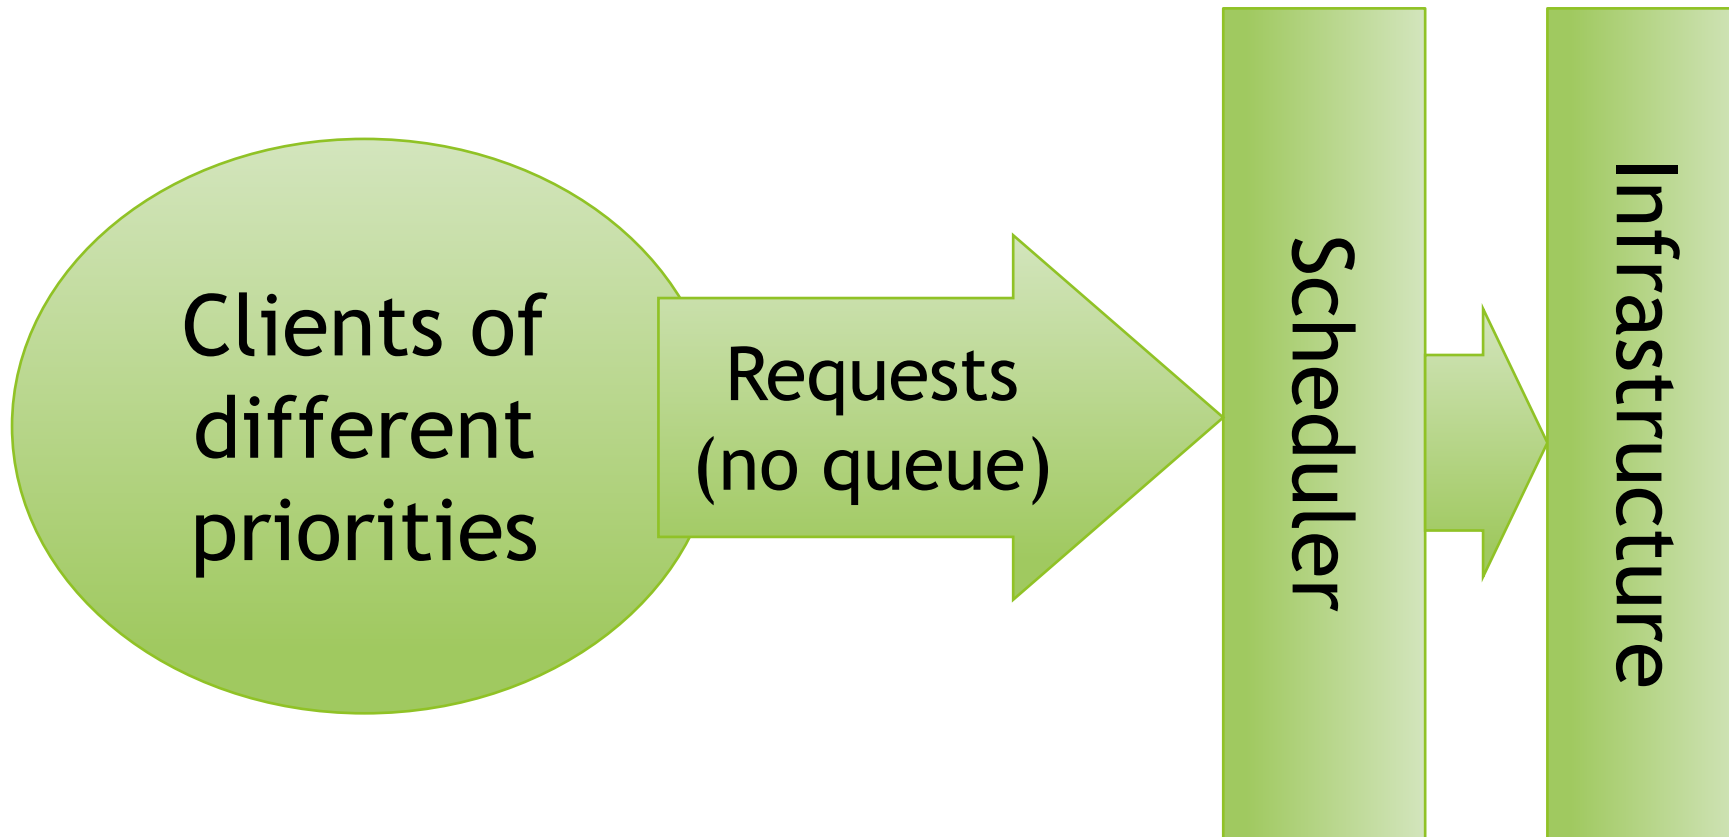 Clients of
different
priorities
Requests
(no queue)
Scheduler
Infrastructure